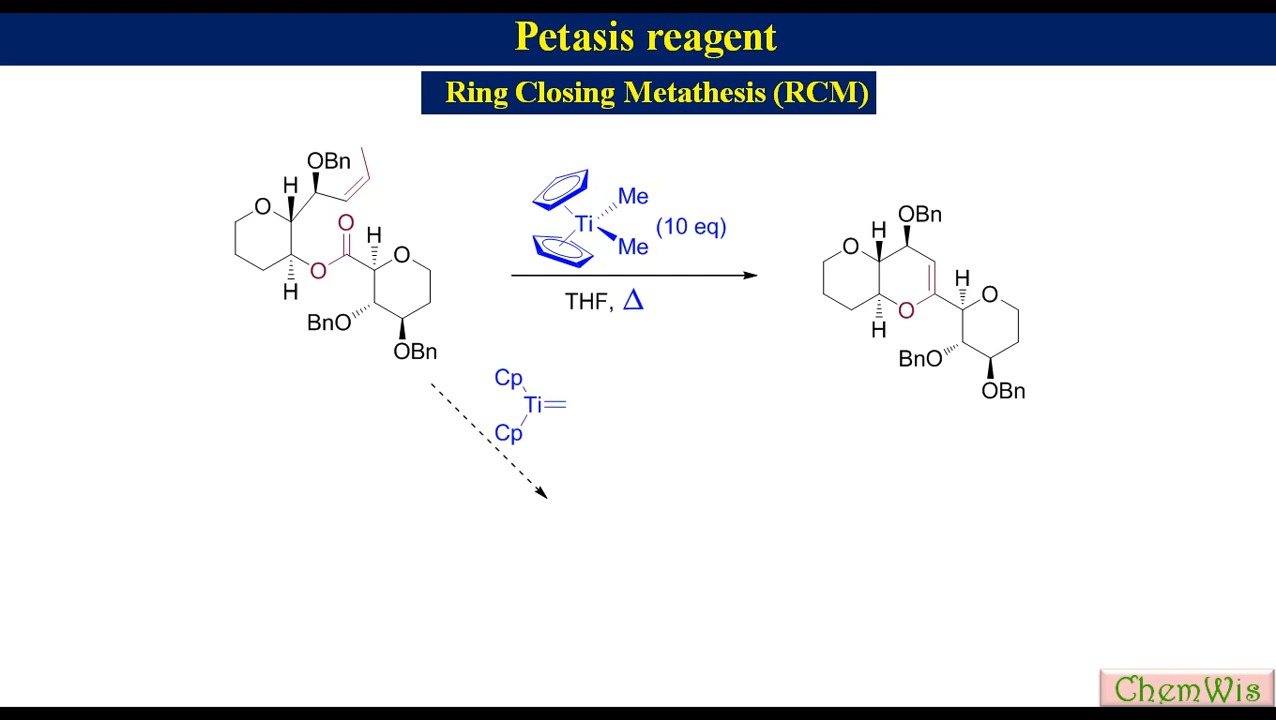 Petasis reagent
Ring Closing Metathesis (RCM)
OBn
H
O
O
O
H
O
H
BnO
OBn
Ti
Me
Me
(10 eq)
THF, Δ
OBn
H
O
O
H
H
O
BnO
OBn
Cp
Ti
Cp
ChemWis